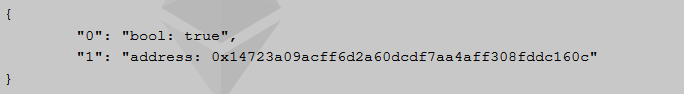 {
"0": "bool: true",
"1": "address: 0x14723a09acff6d2a60dcdf7aa4aff308fddc160c"
}